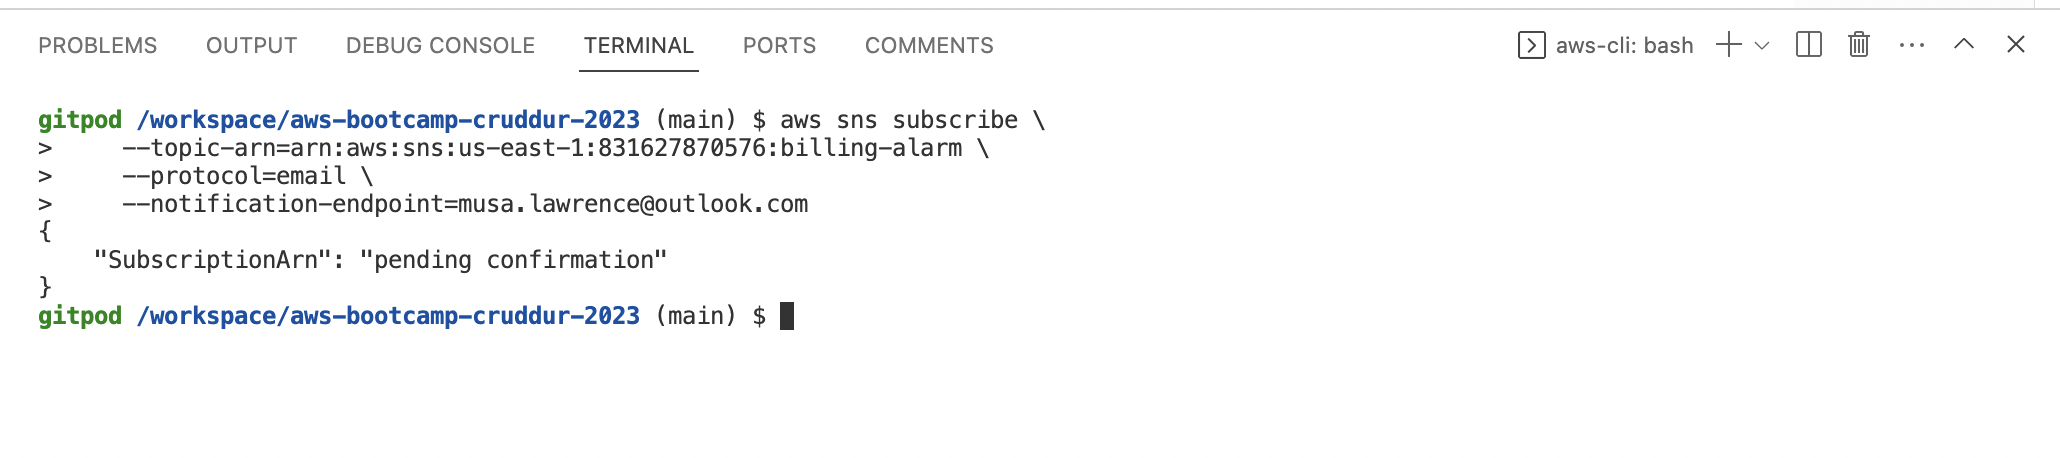 PROBLEMS OUTPUT DEBUG CONSOLE TERMINAL PORTS COMMENTS aws-cli: bash
gitpod /workspace/aws-bootcamp-cruddur-2023 (main) $ aws sns subscribe \
>     --topic-arn=arn:aws:sns:us-east-1:831627870576:billing-alarm \
>     --protocol=email \
>     --notification-endpoint=musa.lawrence@outlook.com
{
    "SubscriptionArn": "pending confirmation"
}
gitpod /workspace/aws-bootcamp-cruddur-2023 (main) $